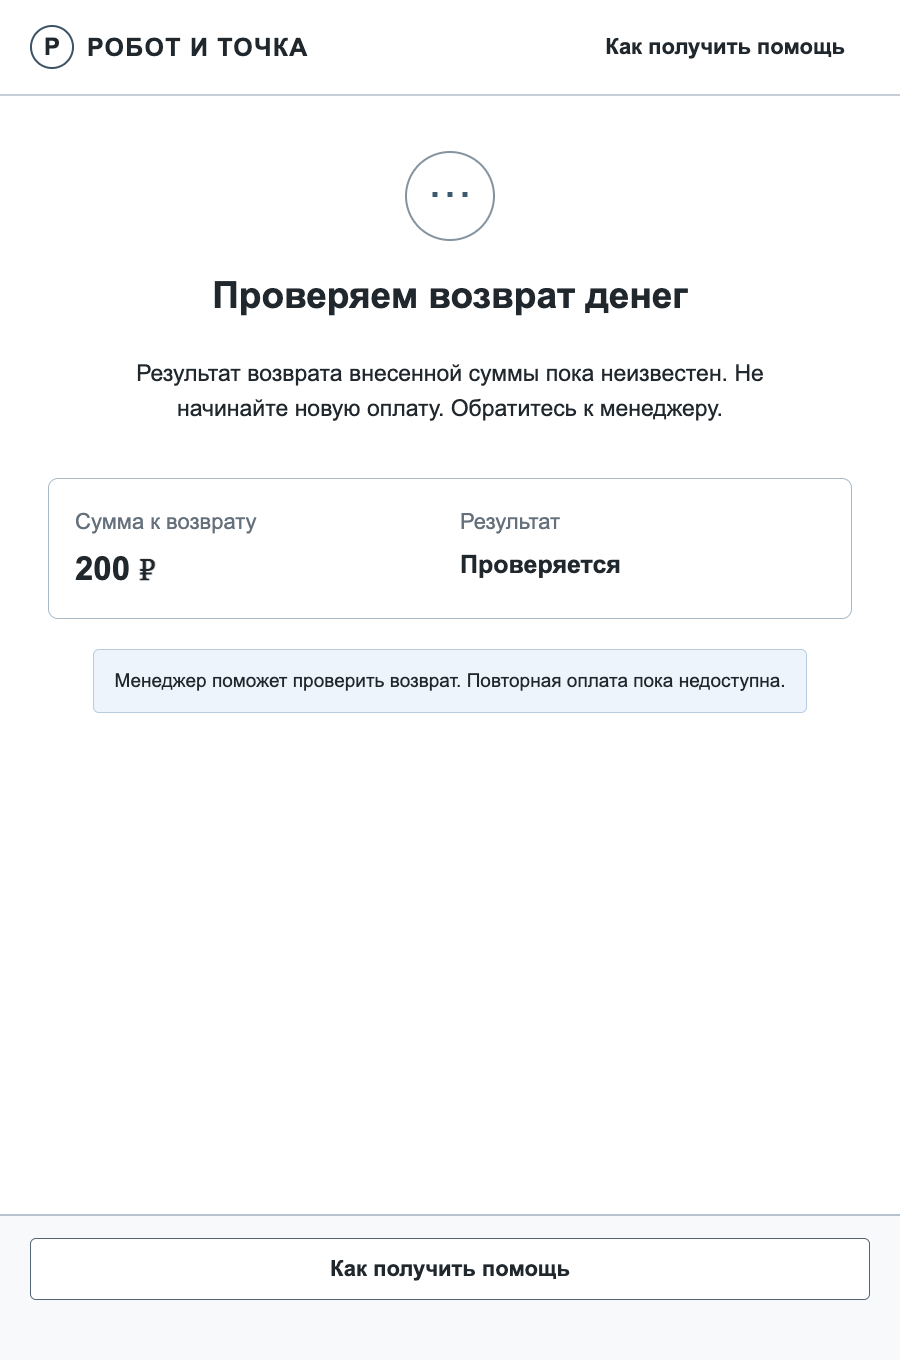 Р РОБОТ И ТОЧКА
Как получить помощь
Проверяем возврат денег
Результат возврата внесенной суммы пока неизвестен. Не
начинайте новую оплату. Обратитесь к менеджеру.
Сумма к возврату
200 ₽
Результат
Проверяется
Менеджер поможет проверить возврат. Повторная оплата пока недоступна.
Как получить помощь